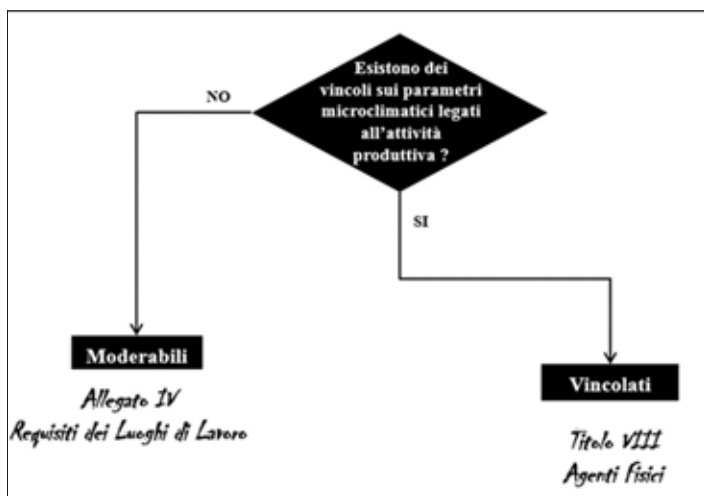 Esistono dei
vincoli sui parametri
microclimatici legati
all'attività
produttiva ?
NO
SI
Moderabili
Allegato IV
Requisiti dei Luoghi di Lavoro
Vincolati
Titolo VIII
Agenti Fisici